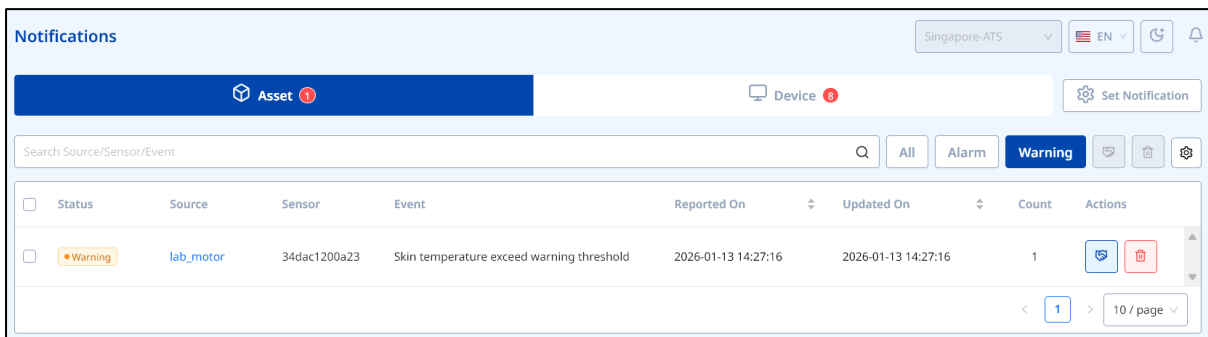 Notifications
Singapore-ATS
EN
Asset 1
Device 8
Set Notification
Search Source/Sensor/Event
All
Alarm
Warning
Status Source Sensor Event Reported On Updated On Count Actions
Warning lab_motor 34dac1200a23 Skin temperature exceed warning threshold 2026-01-13 14:27:16 2026-01-13 14:27:16 1
< 1 > 10 / page